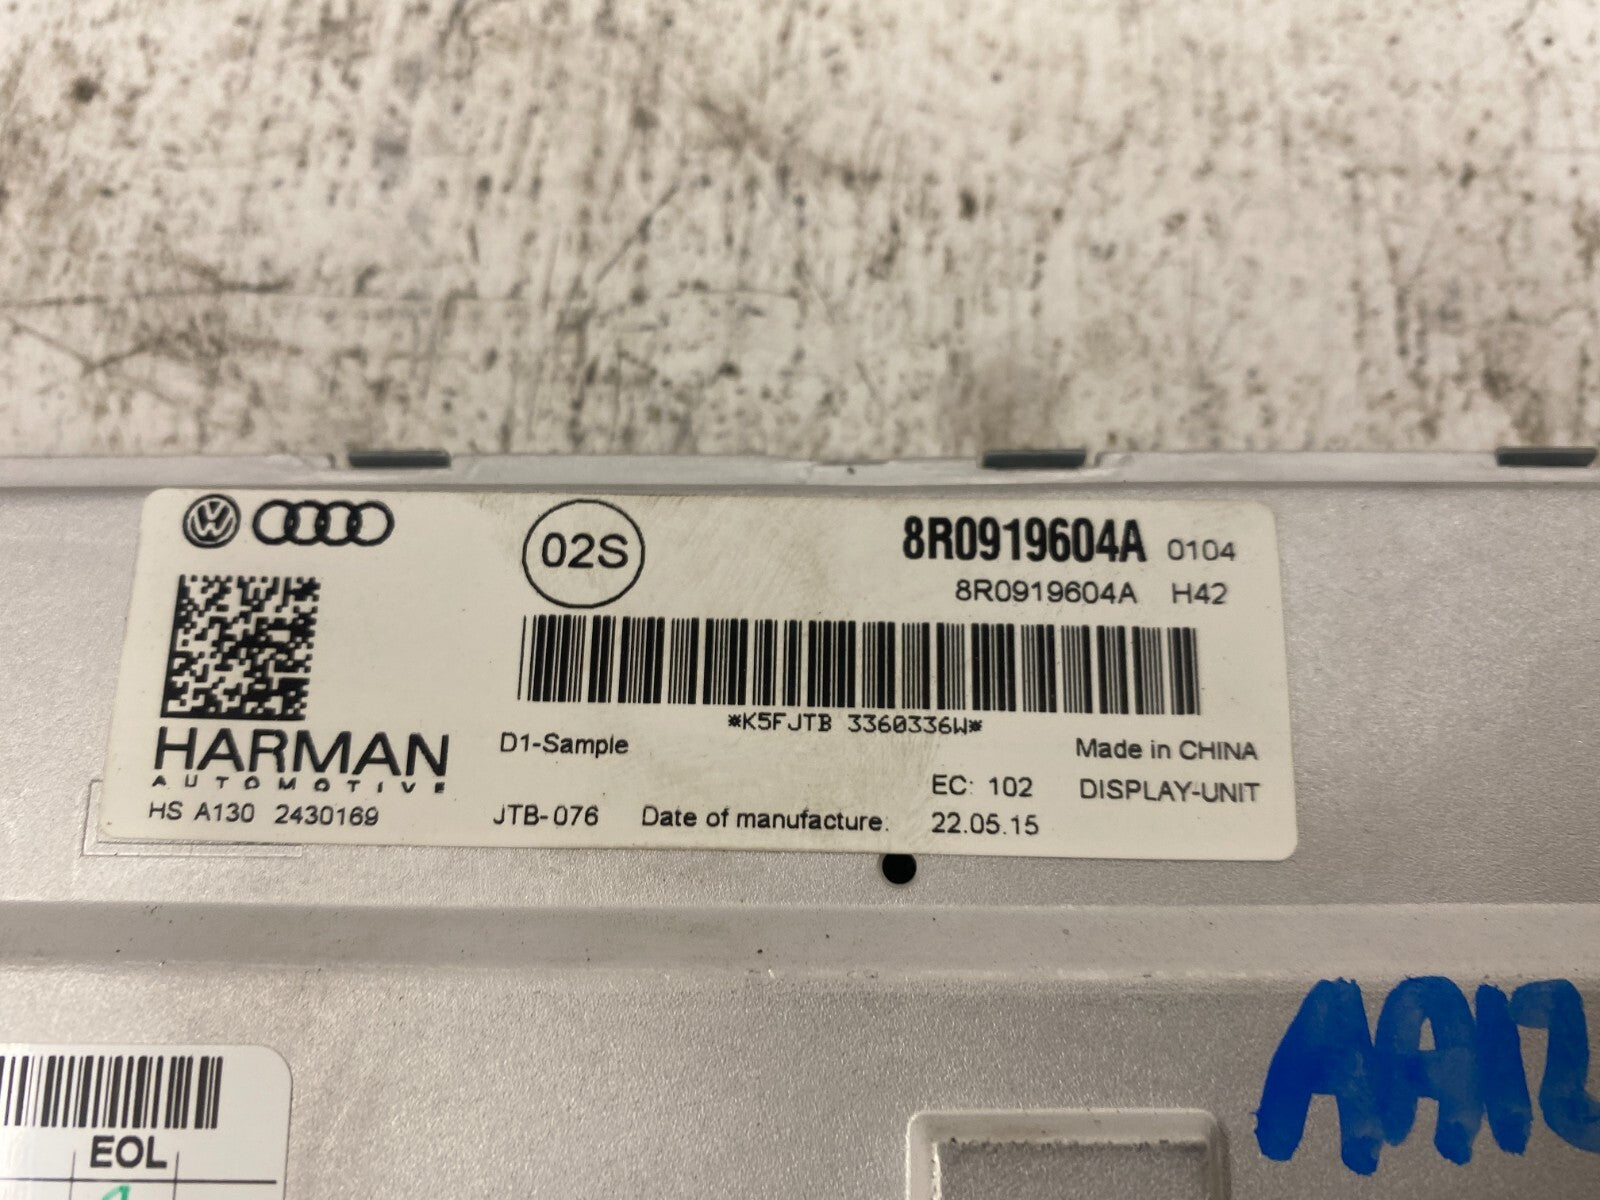 02S
8R0919604A 0104
8R0919604A H42
*K5FJTB 3360336W*
HARMAN
AUTOMOTIVE
D1-Sample
Made in CHINA
EC: 102 DISPLAY-UNIT
HS A130 2430169 JTB-076 Date of manufacture: 22.05.15
EOL